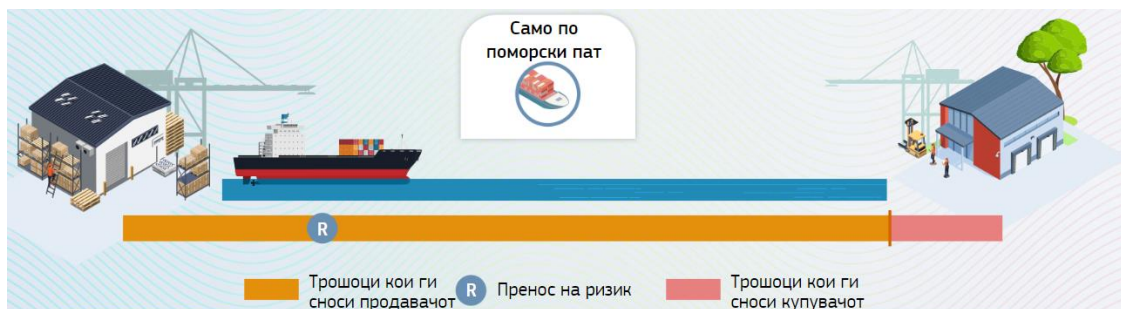 Само по
поморски пат
R
Трошоци кои ги
сноси продавачот
R
Пренос на ризик
Трошоци кои ги
сноси купувачот